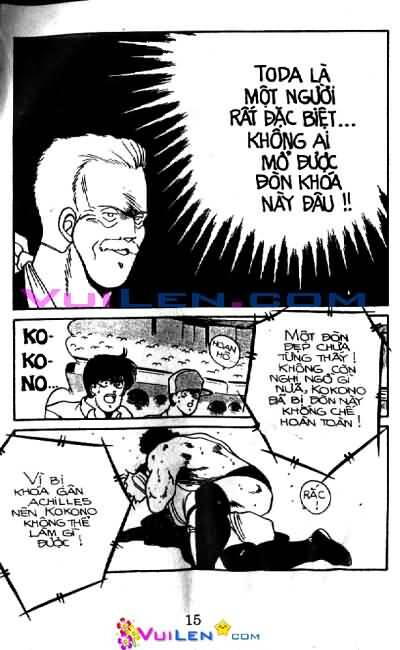 TODA LÀ
MỘT NGƯỜI
RẤT ĐẶC BIỆT...
KHÔNG AI
MỞ ĐƯỢC
ĐÒN KHÓA
NÀY ĐÂU !!
VuiLen.com
KO-
KO-
NO...
HOAN
HÔ
MỘT ĐÒN
ĐẸP CHƯA
TỪNG THẤY !
KHÔNG CÒN
NGHI NGỜ GÌ
NỮA, KOKONO
ĐÃ BỊ ĐÒN NÀY
KHỐNG CHẾ
HOÀN TOÀN !
VÌ BỊ
KHÓA GÂN
ACHILLES
NÊN KOKONO
KHÔNG THỂ
LÀM GÌ
ĐƯỢC !
RẮC
!
15
VuiLen.com